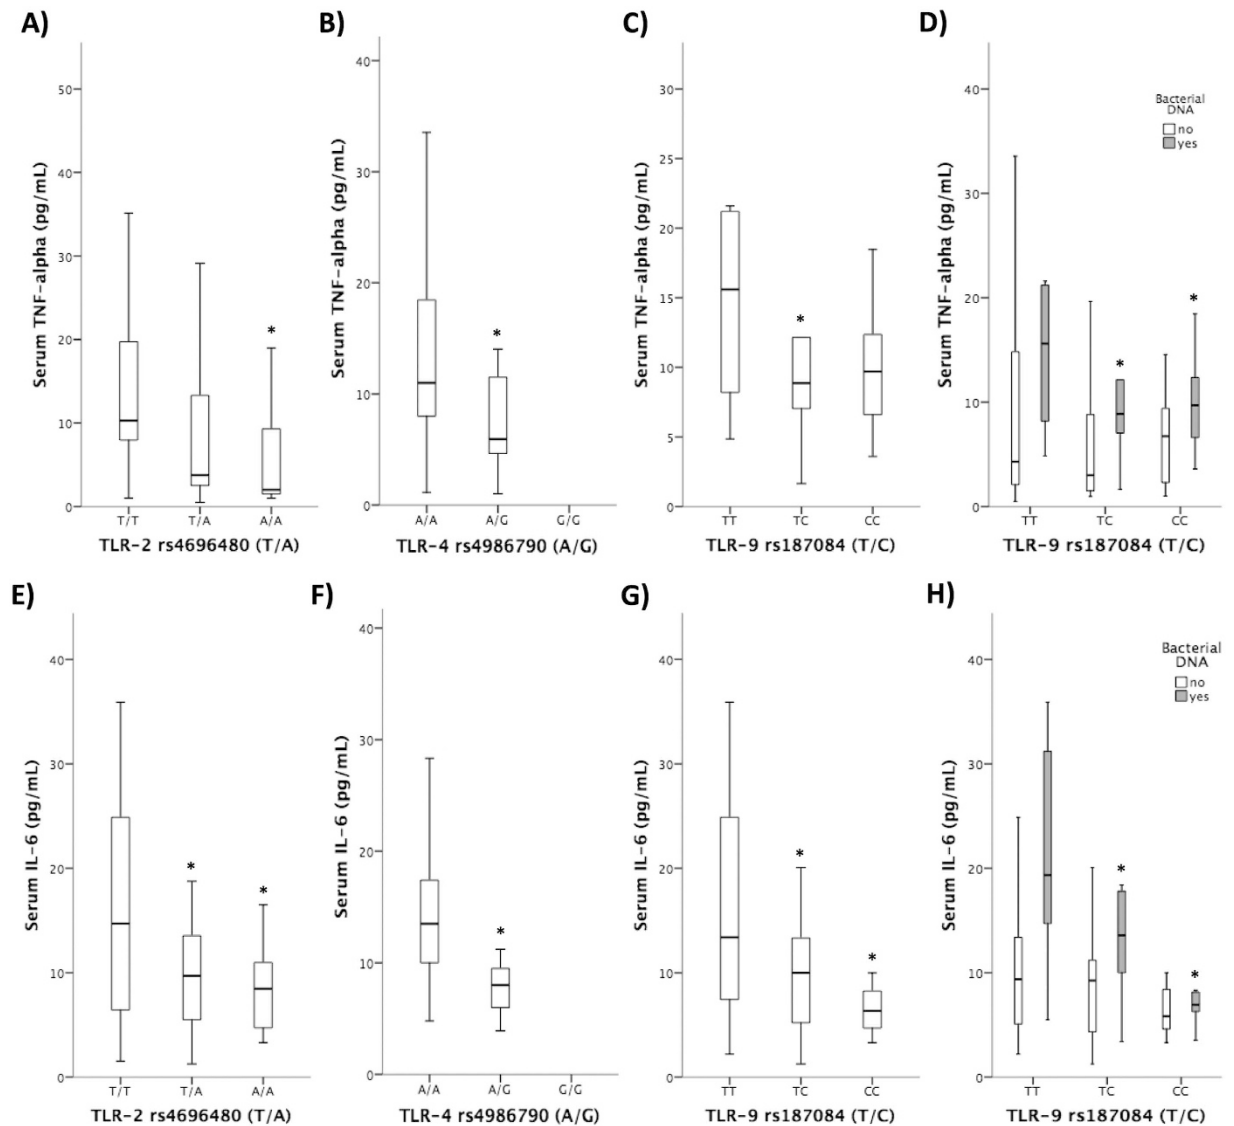 A)
Serum TNF-alpha (pg/mL)
50
40
30
20
10
0
*
T/T T/A A/A
TLR-2 rs4696480 (T/A)
B)
Serum TNF-alpha (pg/mL)
40
30
20
10
0
*
A/A A/G G/G
TLR-4 rs4986790 (A/G)
C)
Serum TNF-alpha (pg/mL)
30
25
20
15
10
5
0
*
TT TC CC
TLR-9 rs187084 (T/C)
D)
Serum TNF-alpha (pg/mL)
40
30
20
10
0
Bacterial
DNA
no
yes
*
*
TT TC CC
TLR-9 rs187084 (T/C)
E)
Serum IL-6 (pg/mL)
40
30
20
10
0
*
*
T/T T/A A/A
TLR-2 rs4696480 (T/A)
F)
Serum IL-6 (pg/mL)
40
30
20
10
0
*
A/A A/G G/G
TLR-4 rs4986790 (A/G)
G)
Serum IL-6 (pg/mL)
40
30
20
10
0
*
*
TT TC CC
TLR-9 rs187084 (T/C)
H)
Serum IL-6 (pg/mL)
40
30
20
10
0
Bacterial
DNA
no
yes
*
*
TT TC CC
TLR-9 rs187084 (T/C)